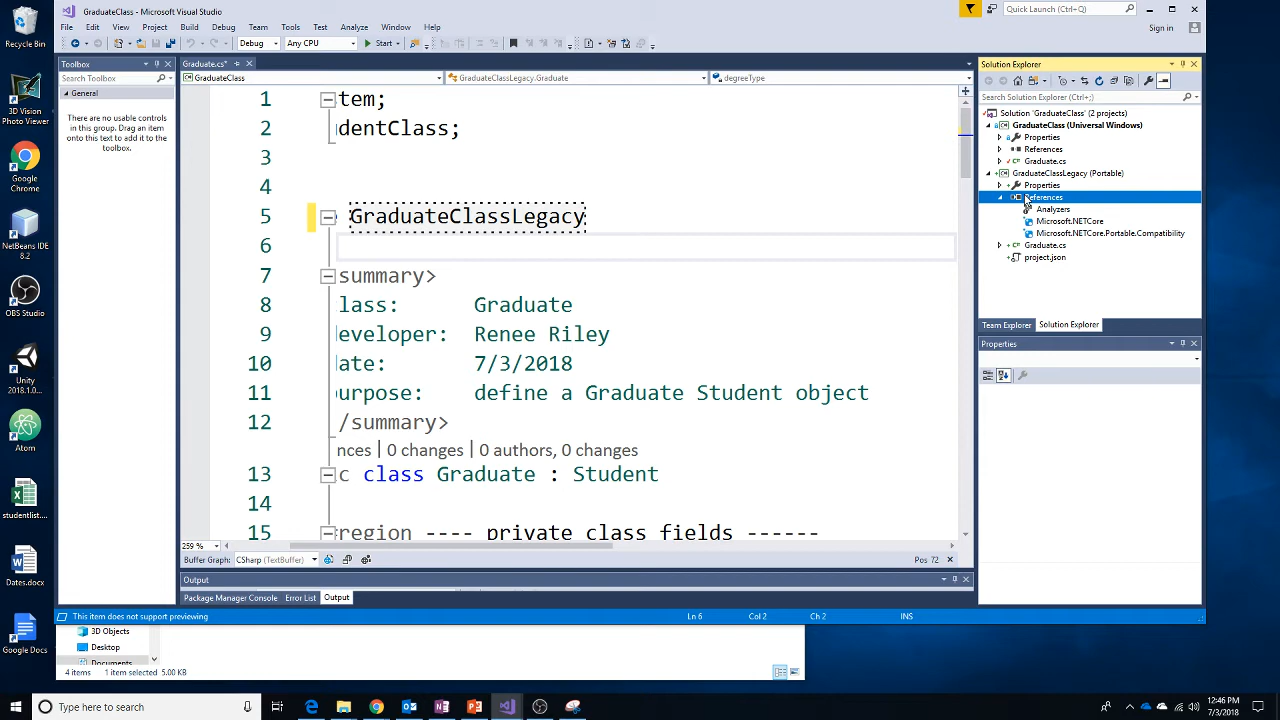 Recycle Bin
3D Vision
Photo Viewer
Google
Chrome
NetBeans IDE
8.2
OBS Studio
Unity
2018.1.0...
Atom
studentlist....
Dates.docx
Google Docs
GraduateClass - Microsoft Visual Studio
Quick Launch (Ctrl+;)
File Edit View Project Build Debug Team Tools Test Analyze Window Help
Sign in
Debug Any CPU Start
Toolbox
Search Toolbox
General
There are no usable controls
in this group. Drag an item
onto this text to add it to the
toolbox.
Graduate.cs*
GraduateClass GraduateClassLegacy.Graduate degreeType
1 tem;
2 dentClass;
3
4
5 GraduateClassLegacy
6
7 summary>
8 lass: Graduate
9 developer: Renee Riley
10 date: 7/3/2018
11 purpose: define a Graduate Student object
12 /summary>
nces | 0 changes | 0 authors, 0 changes
13 c class Graduate : Student
14
15 region ---- private class fields ------
259 %
Buffer Graph: CSharp (TextBuffer) Pos 72
Output
Package Manager Console Error List Output
Solution Explorer
Search Solution Explorer (Ctrl+;)
Solution 'GraduateClass' (2 projects)
GraduateClass (Universal Windows)
Properties
References
Graduate.cs
GraduateClassLegacy (Portable)
Properties
References
Analyzers
Microsoft.NETCore
Microsoft.NETCore.Portable.Compatibility
Graduate.cs
project.json
Team Explorer Solution Explorer
Properties
This item does not support previewing Ln 6 Col 2 Ch 2 INS
3D Objects
Desktop
Documents
4 items 1 item selected 5.00 KB
Type here to search
12:46 PM
7/3/2018